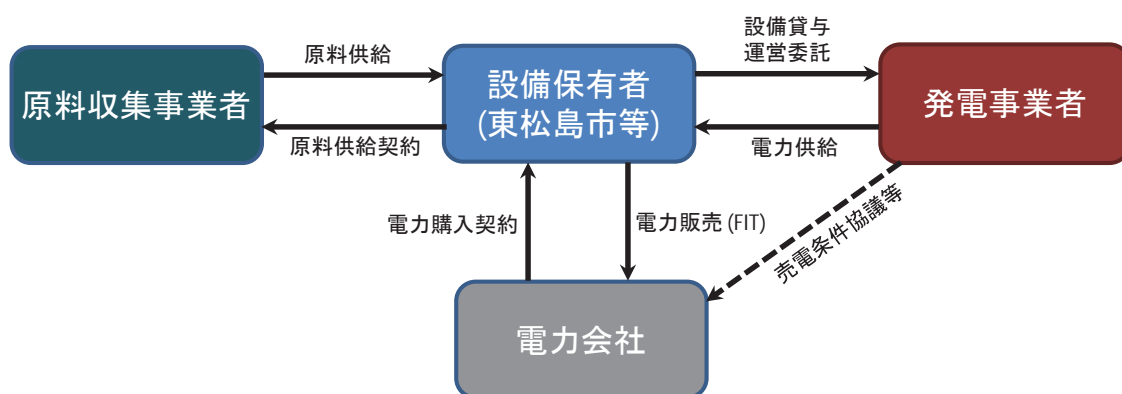 原料収集事業者
原料供給
原料供給契約
設備保有者
(東松島市等)
設備貸与
運営委託
電力供給
発電事業者
電力購入契約
電力販売 (FIT)
売電条件協議等
電力会社